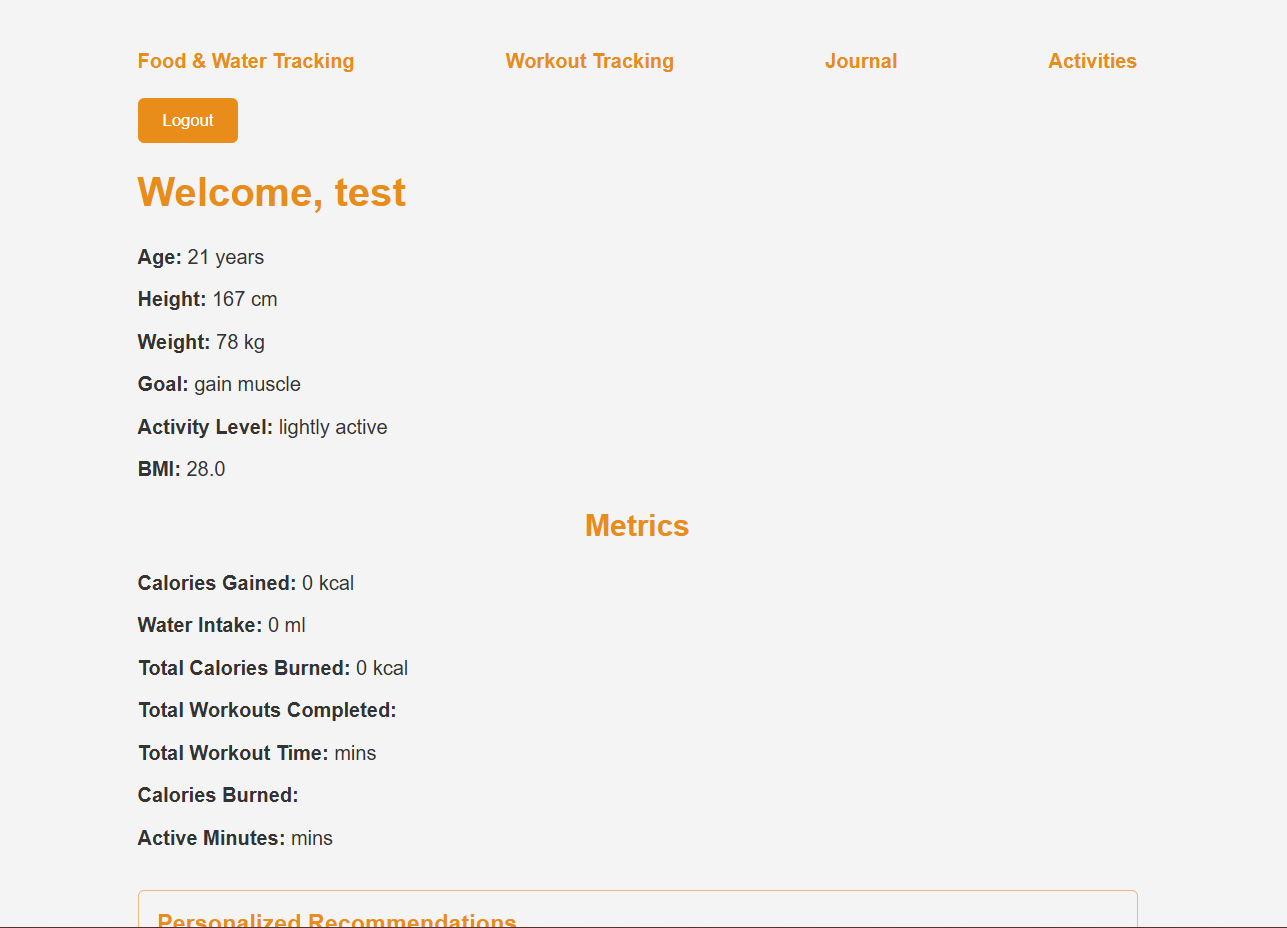 Food & Water Tracking Workout Tracking Journal Activities
Logout
Welcome, test
Age: 21 years
Height: 167 cm
Weight: 78 kg
Goal: gain muscle
Activity Level: lightly active
BMI: 28.0
Metrics
Calories Gained: 0 kcal
Water Intake: 0 ml
Total Calories Burned: 0 kcal
Total Workouts Completed:
Total Workout Time: mins
Calories Burned:
Active Minutes: mins
Personalized Recommendations